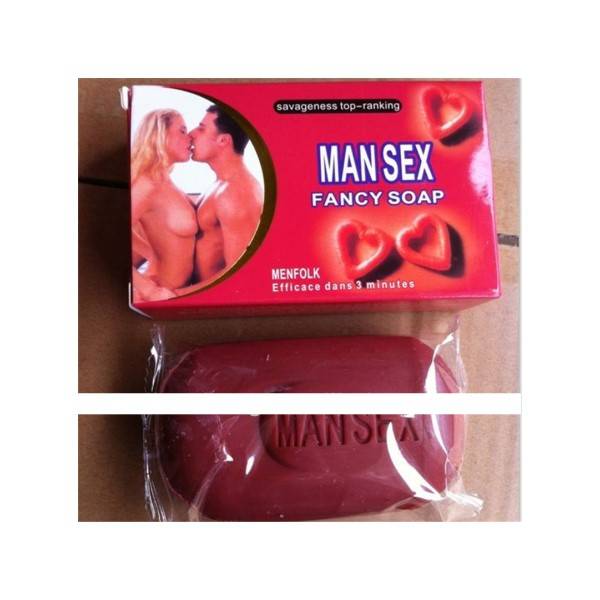 savageness top-ranking
MAN SEX
FANCY SOAP
MENFOLK
Efficace dans 3 minutes
MAN SEX